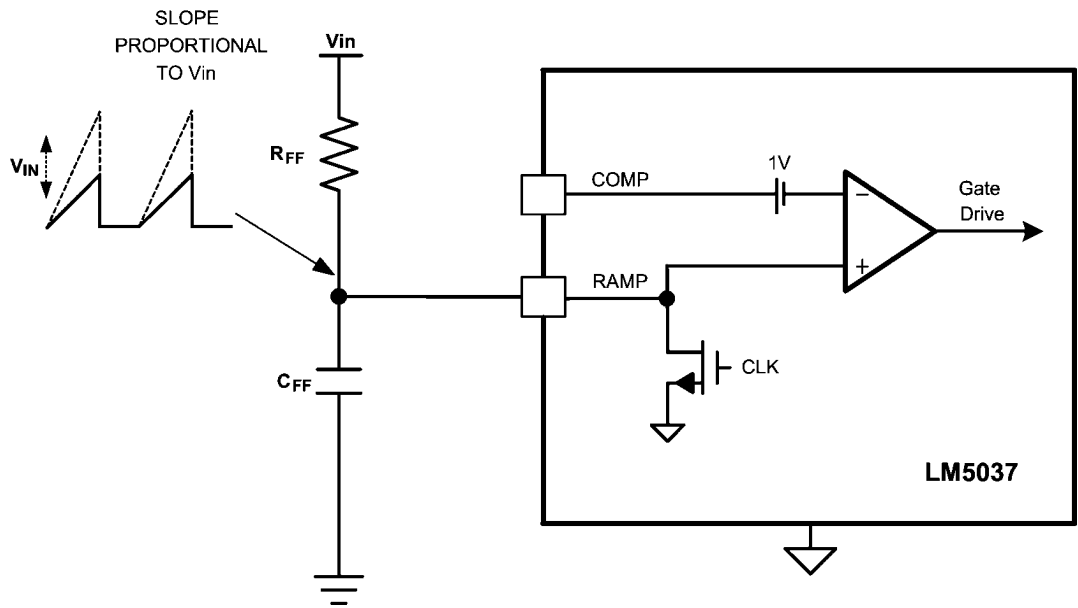 SLOPE
PROPORTIONAL
TO Vin
Vin
VIN
RFF
CFF
COMP
1V
−
+
Gate
Drive
RAMP
CLK
LM5037